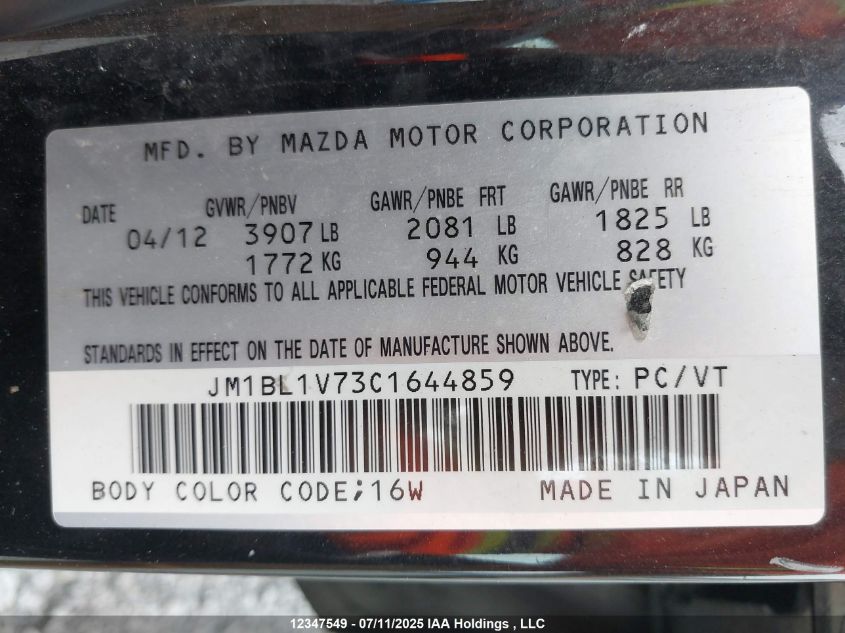 MFD. BY MAZDA MOTOR CORPORATION
DATE GVWR/PNBV GAWR/PNBE FRT GAWR/PNBE RR
04/12 3907 LB 2081 LB 1825 LB
1772 KG 944 KG 828 KG
THIS VEHICLE CONFORMS TO ALL APPLICABLE FEDERAL MOTOR VEHICLE SAFETY
STANDARDS IN EFFECT ON THE DATE OF MANUFACTURE SHOWN ABOVE.
JM1BL1V73C1644859 TYPE: PC/VT
BODY COLOR CODE;16W MADE IN JAPAN
12347549 - 07/11/2025 IAA Holdings , LLC